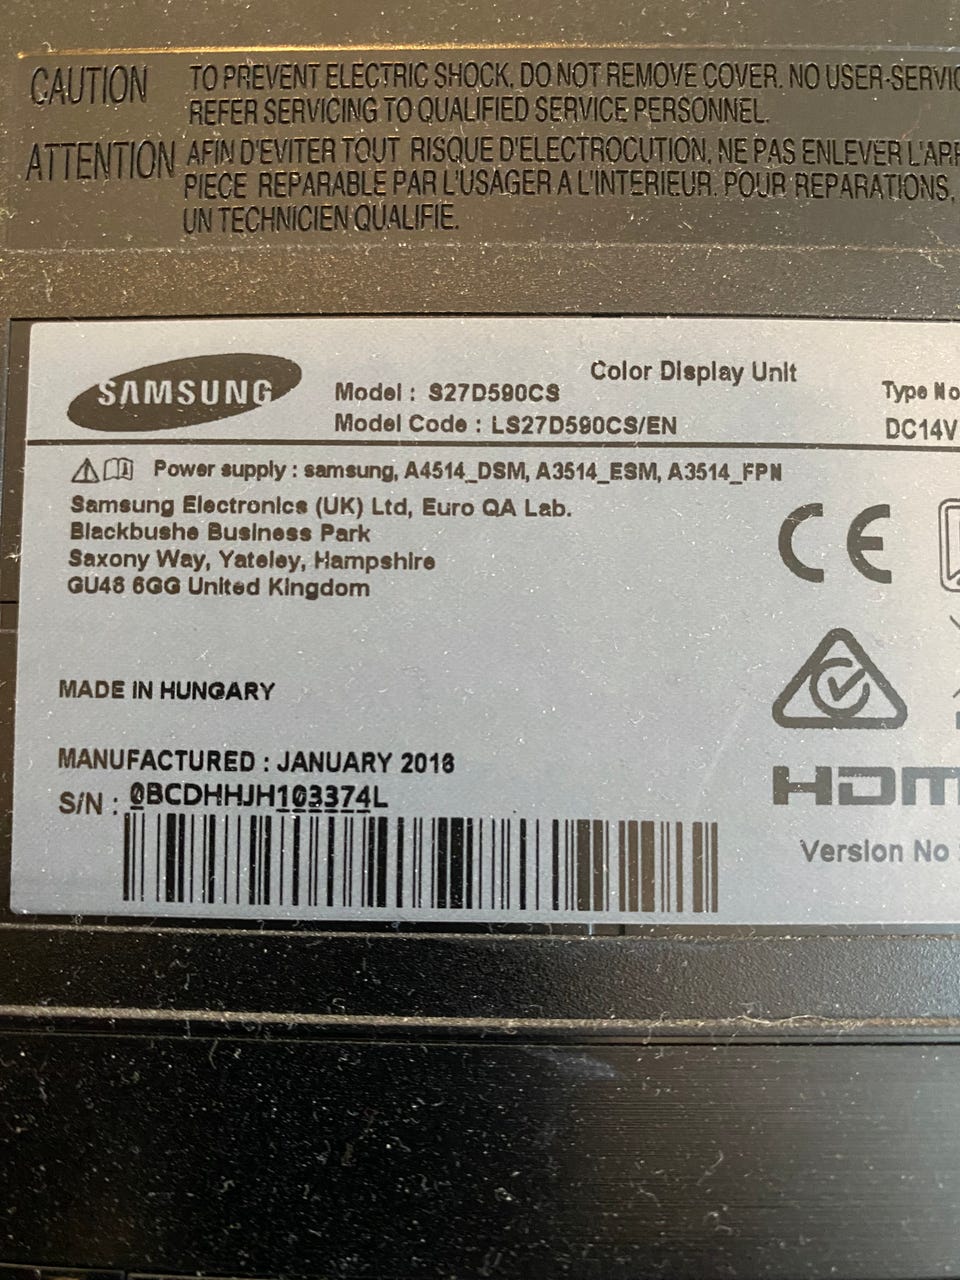 CAUTION TO PREVENT ELECTRIC SHOCK, DO NOT REMOVE COVER. NO USER-SERVIC
REFER SERVICING TO QUALIFIED SERVICE PERSONNEL.
ATTENTION AFIN D'EVITER TOUT RISQUE D'ELECTROCUTION, NE PAS ENLEVER L'APP
PIECE REPARABLE PAR L'USAGER A L'INTERIEUR. POUR REPARATIONS,
UN TECHNICIEN QUALIFIE.
SAMSUNG
Color Display Unit
Model : S27D590CS
Type No
Model Code : LS27D590CS/EN
DC14V
Power supply : samsung, A4514_DSM, A3514_ESM, A3514_FPN
Samsung Electronics (UK) Ltd, Euro QA Lab.
Blackbushe Business Park
Saxony Way, Yateley, Hampshire
GU46 6GG United Kingdom
CE
MADE IN HUNGARY
MANUFACTURED : JANUARY 2016
HDM
S/N : 0BCDHHJH103374L
Version No